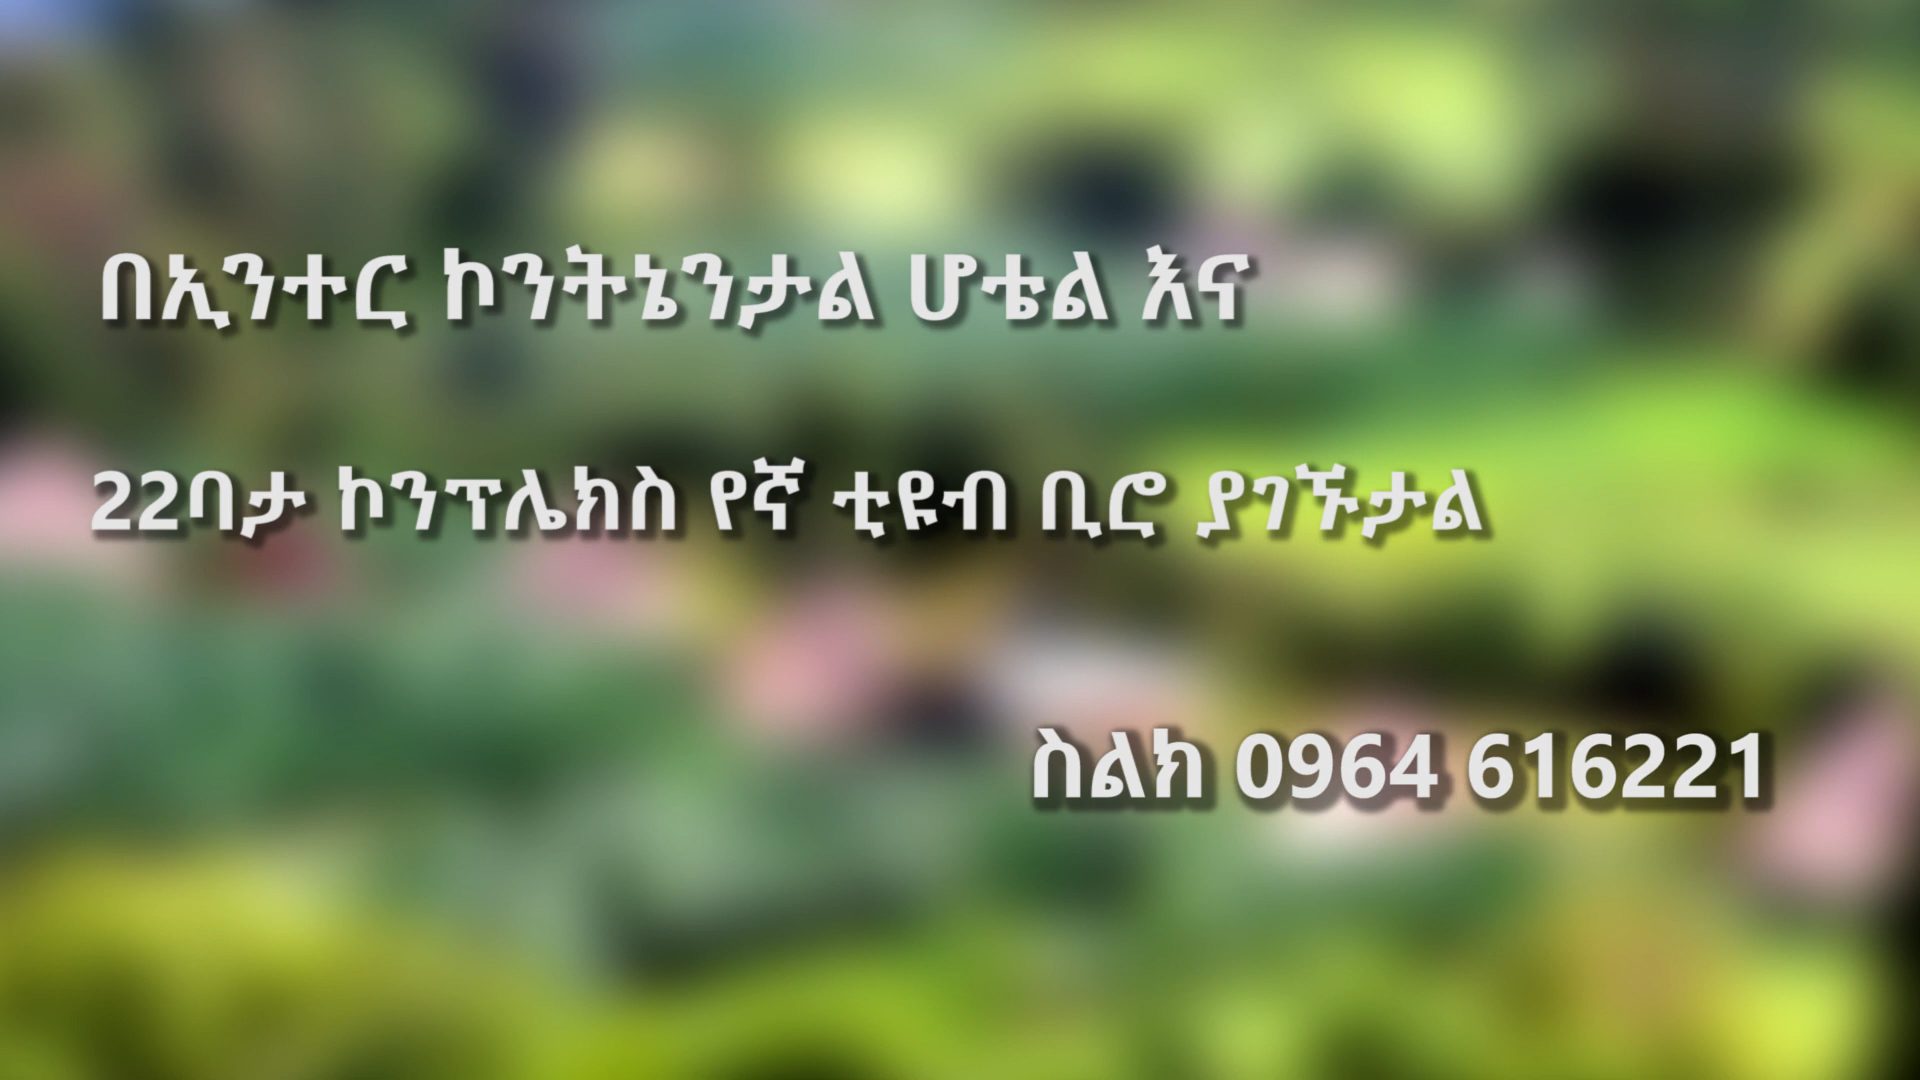 በኢንተር ኮንትኔንታል ሆቴል እና
22ባታ ኮንፕሌክስ የኛ ቲዩብ ቢሮ ያገኙታል
ስልክ 0964 616221